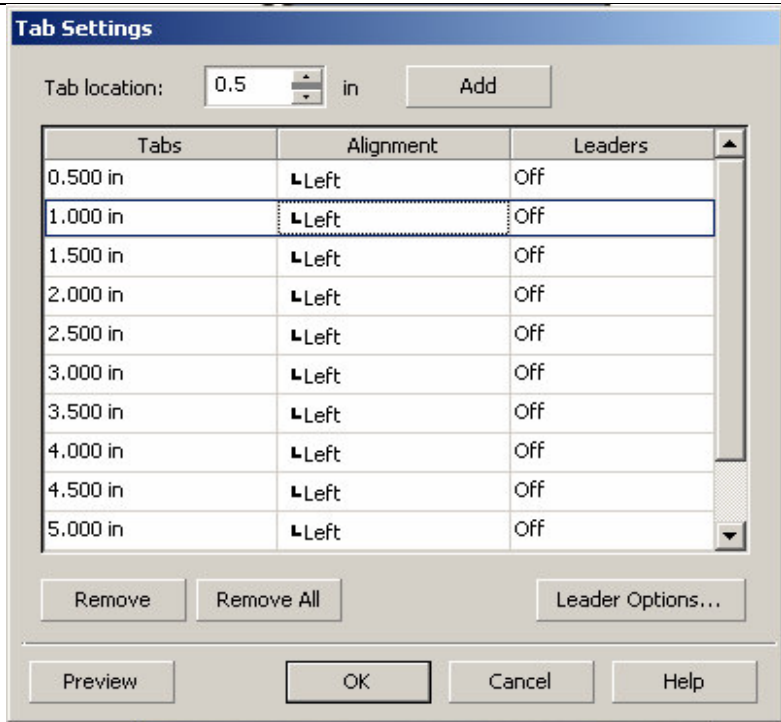 Tab Settings
Tab location: 0.5 in Add
Tabs Alignment Leaders
0.500 in Left Off
1.000 in Left Off
1.500 in Left Off
2.000 in Left Off
2.500 in Left Off
3.000 in Left Off
3.500 in Left Off
4.000 in Left Off
4.500 in Left Off
5.000 in Left Off
Remove Remove All Leader Options...
Preview OK Cancel Help